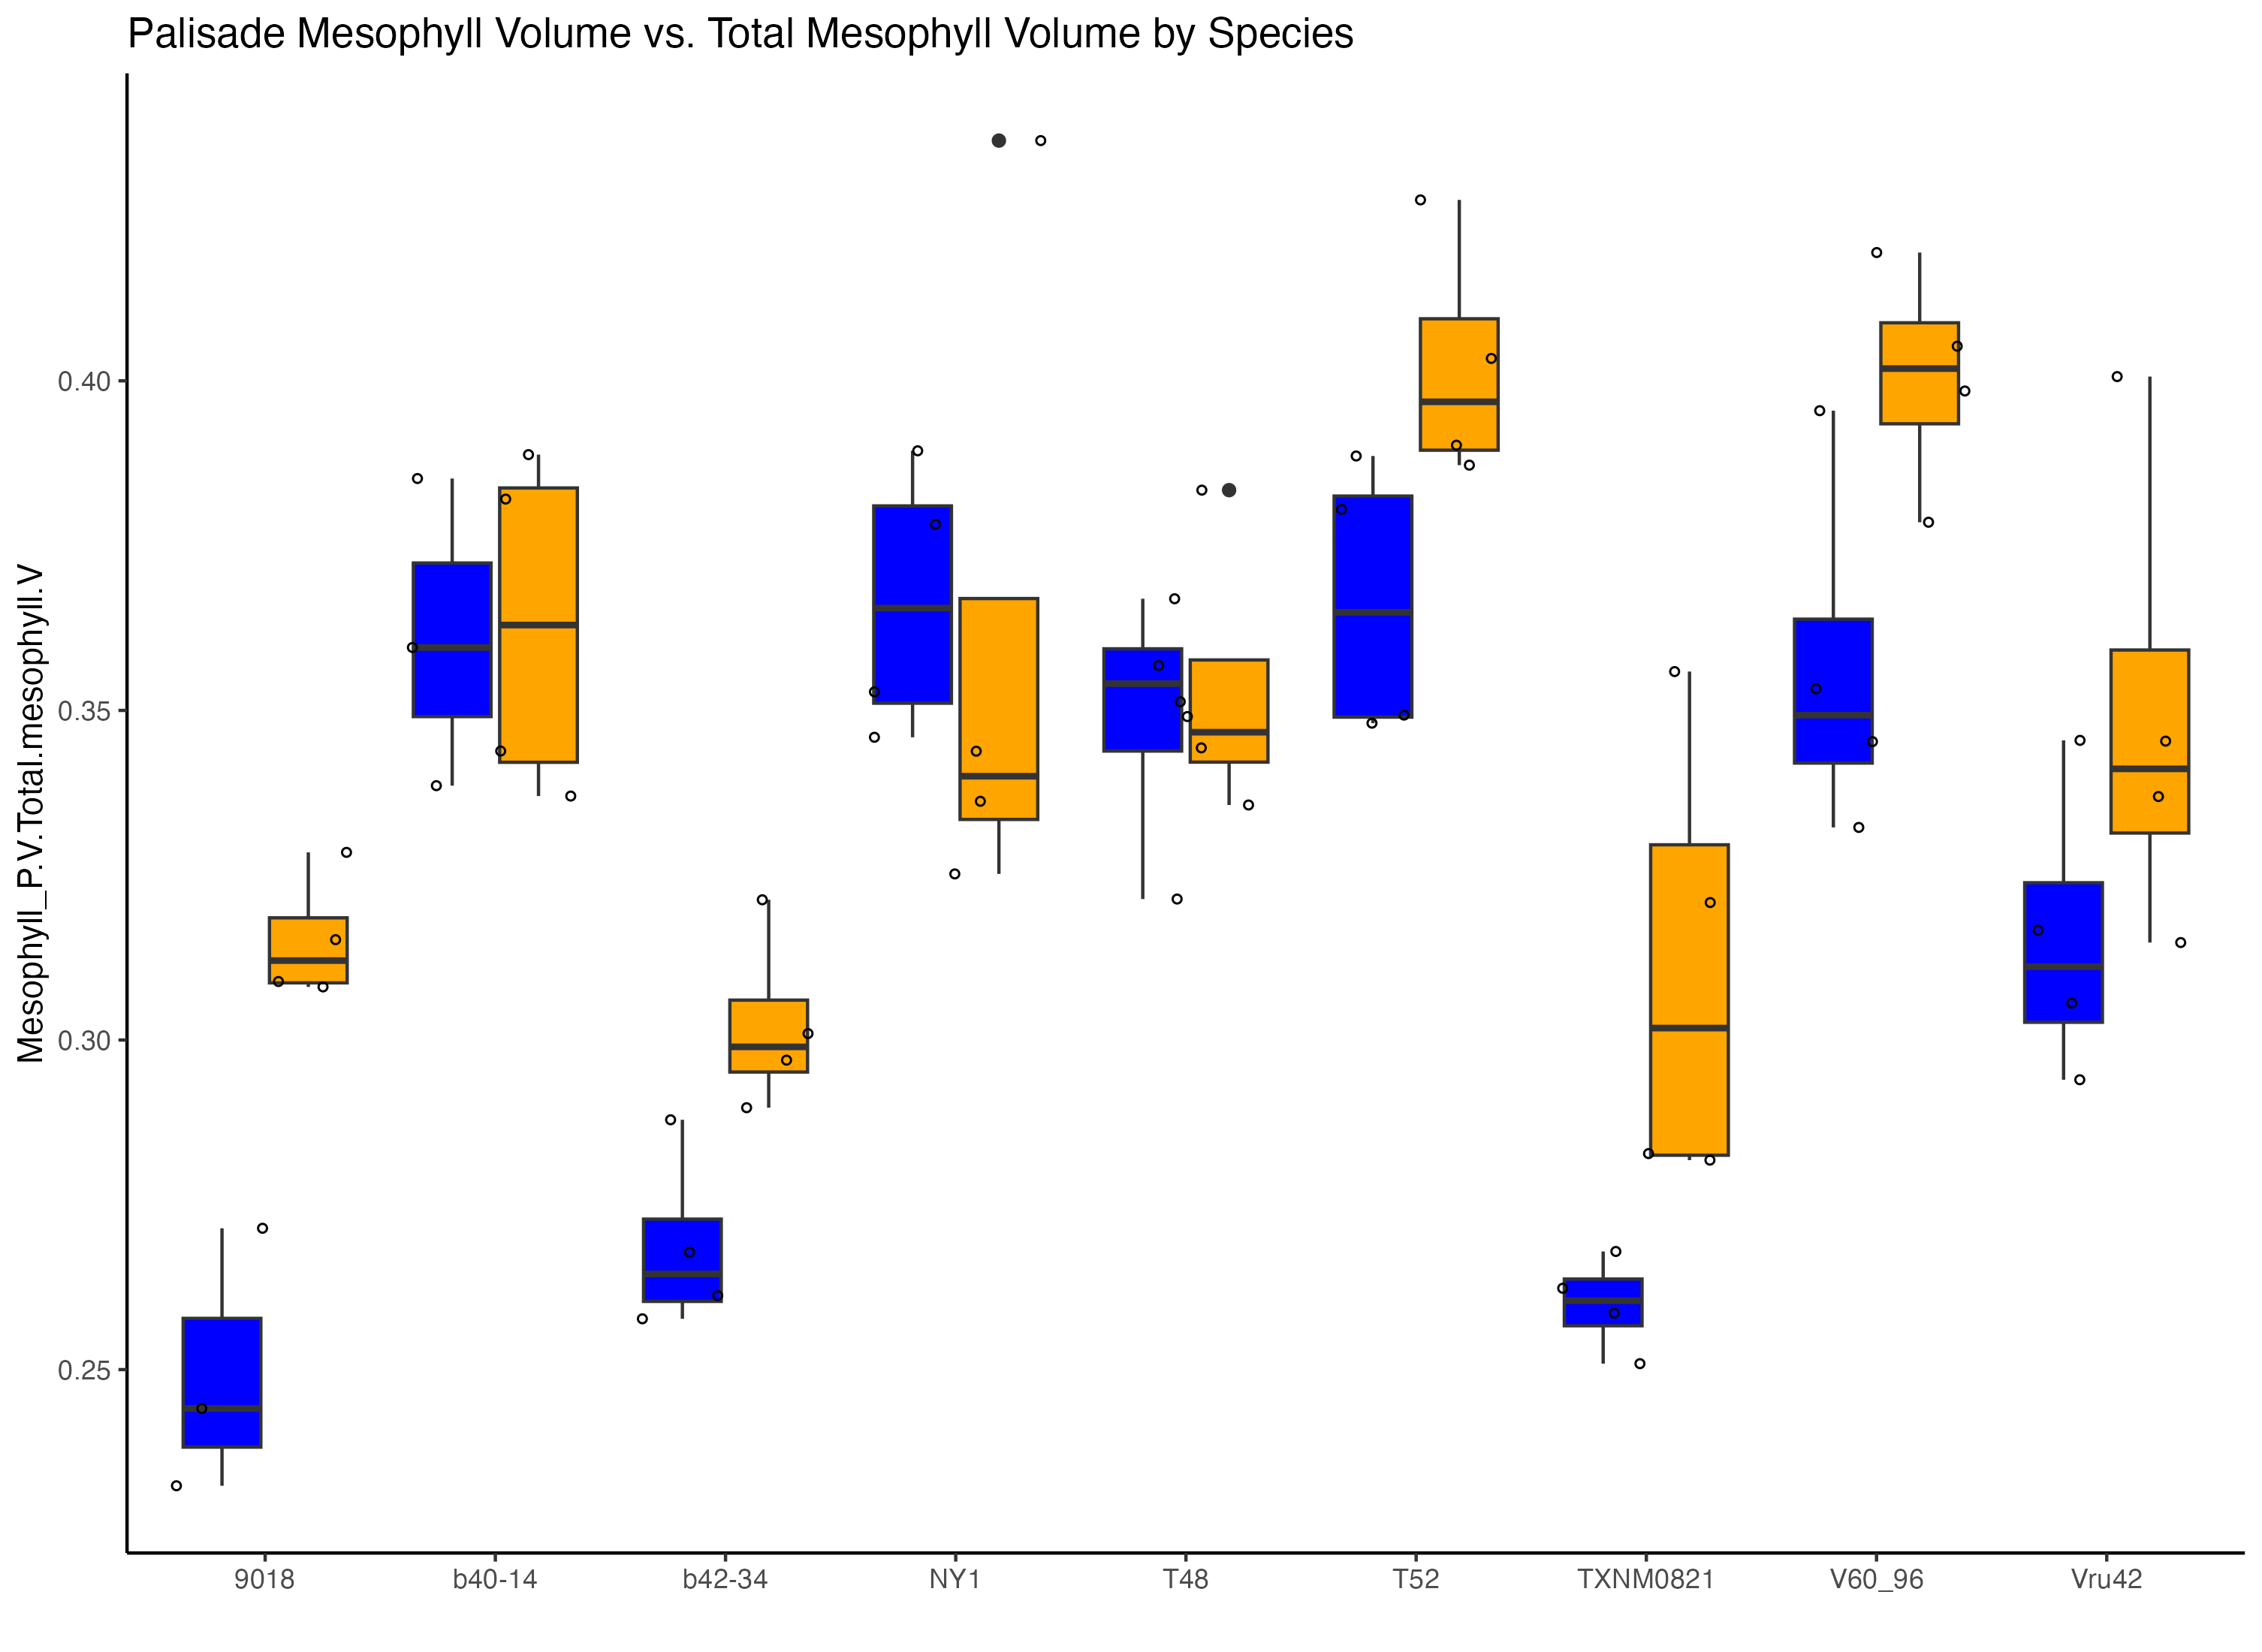 Palisade Mesophyll Volume vs. Total Mesophyll Volume by Species
Mesophyll_P.V.Total.mesophyll.V
0.40
0.35
0.30
0.25
9018 b40-14 b42-34 NY1 T48 T52 TXNM0821 V60_96 Vru42